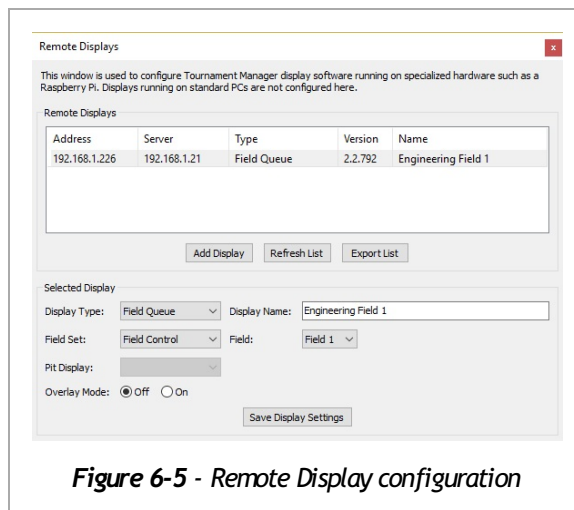 Remote Displays
x
This window is used to configure Tournament Manager display software running on specialized hardware such as a
Raspberry Pi. Displays running on standard PCs are not configured here.
Remote Displays
Address Server Type Version Name
192.168.1.226 192.168.1.21 Field Queue 2.2.792 Engineering Field 1
Add Display Refresh List Export List
Selected Display
Display Type: Field Queue Display Name: Engineering Field 1
Field Set: Field Control Field: Field 1
Pit Display:
Overlay Mode: Off On
Save Display Settings
Figure 6-5 - Remote Display configuration